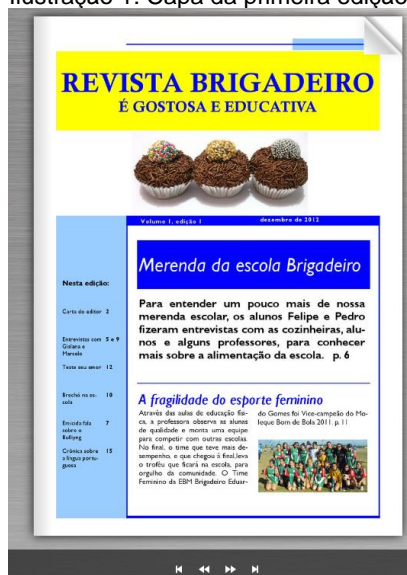 Ilustração 1: Capa da primeira edição
REVISTA BRIGADEIRO
É GOSTOSA E EDUCATIVA
Volume 1, edição 1
dezembro de 2012
Nesta edição:
Carta do editor 2
Entrevistas com 5 e 9
Gislana e
Marcelo
Teste seu amor 12
Brechó na es- 10
cola
Emicida fala 7
sobre o
Bullying
Crônica sobre 15
a língua portu-
guesa
Merenda da escola Brigadeiro
Para entender um pouco mais de nossa
merenda escolar, os alunos Felipe e Pedro
fizeram entrevistas com as cozinheiras, alu-
nos e alguns professores, para conhecer
mais sobre a alimentação da escola. p. 6
A fragilidade do esporte feminino
Através das aulas de educação físi-
ca, a professora observa as alunas
de qualidade e monta uma equipe
para competir com outras escolas.
No final, o time que teve mais de-
sempenho, e que chegou á final,leva
o troféu que ficará na escola, para
orgulho da comunidade. O Time
Feminino da EBM Brigadeiro Eduar-
do Gomes foi Vice-campeão do Mo-
leque Bom de Bola 2011. p. 11